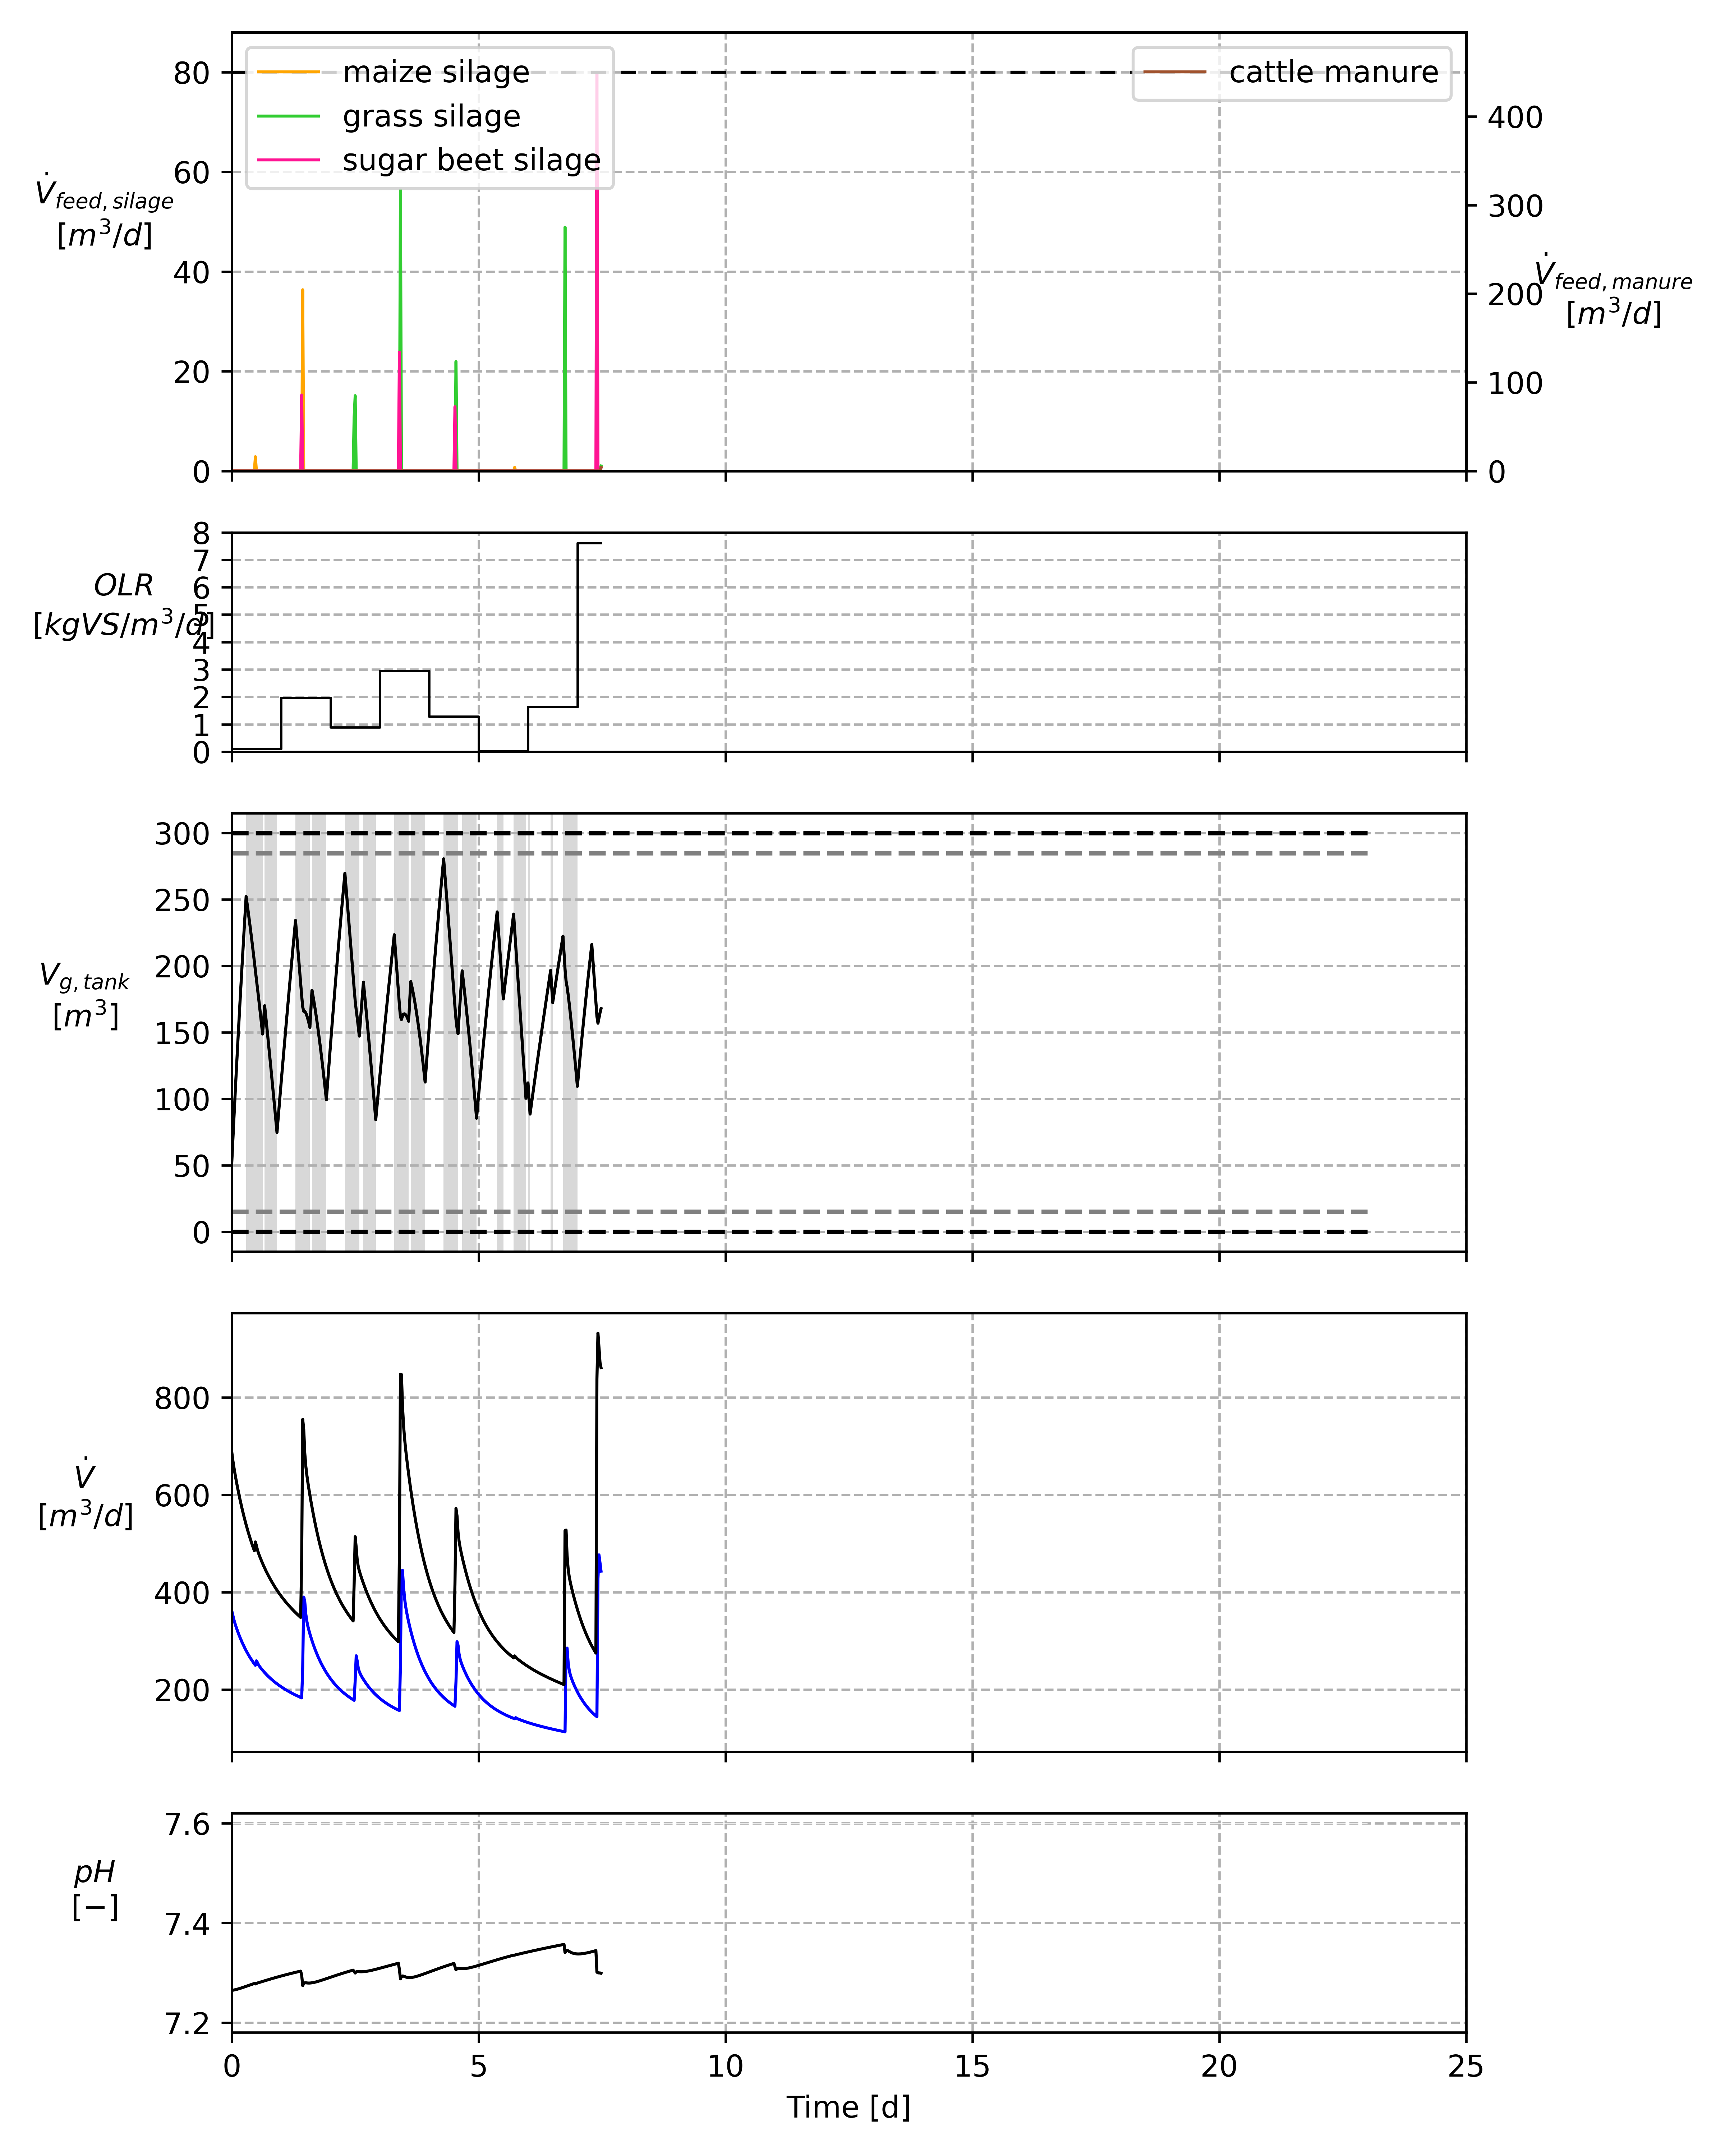 80
60
40
20
0
maize silage
grass silage
sugar beet silage
cattle manure
400
300
200
100
0
V̇feed, silage
[m³/d]
V̇feed, manure
[m³/d]
OLR
[kgVS/m³/d]
8
7
6
5
4
3
2
1
0
Vg, tank
[m³]
300
250
200
150
100
50
0
V̇
[m³/d]
800
600
400
200
pH
[−]
7.6
7.4
7.2
0 5 10 15 20 25
Time [d]